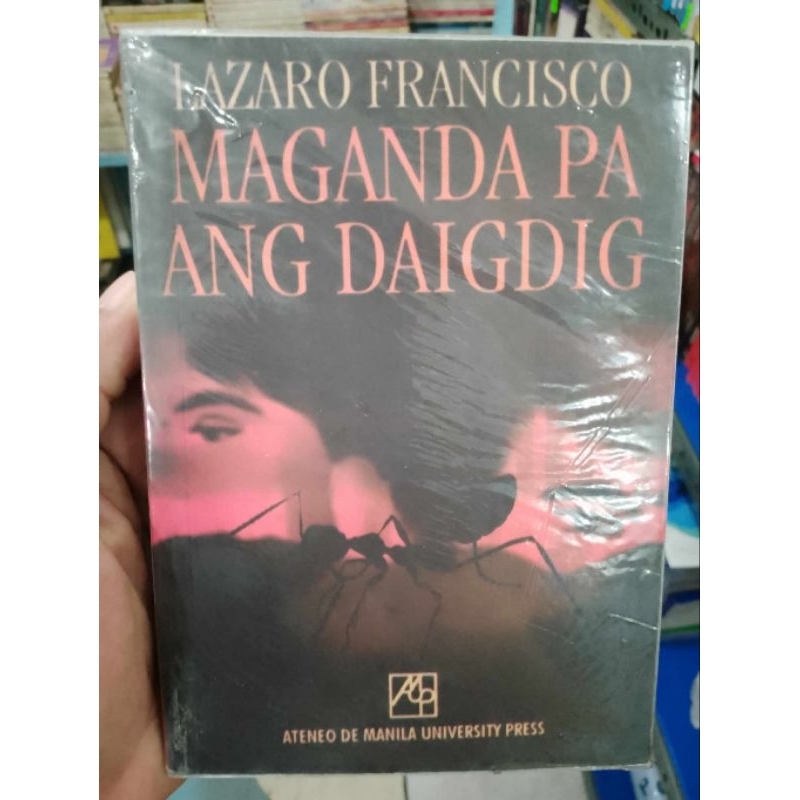 LAZARO FRANCISCO
MAGANDA PA
ANG DAIGDIG
ATENEO DE MANILA UNIVERSITY PRESS